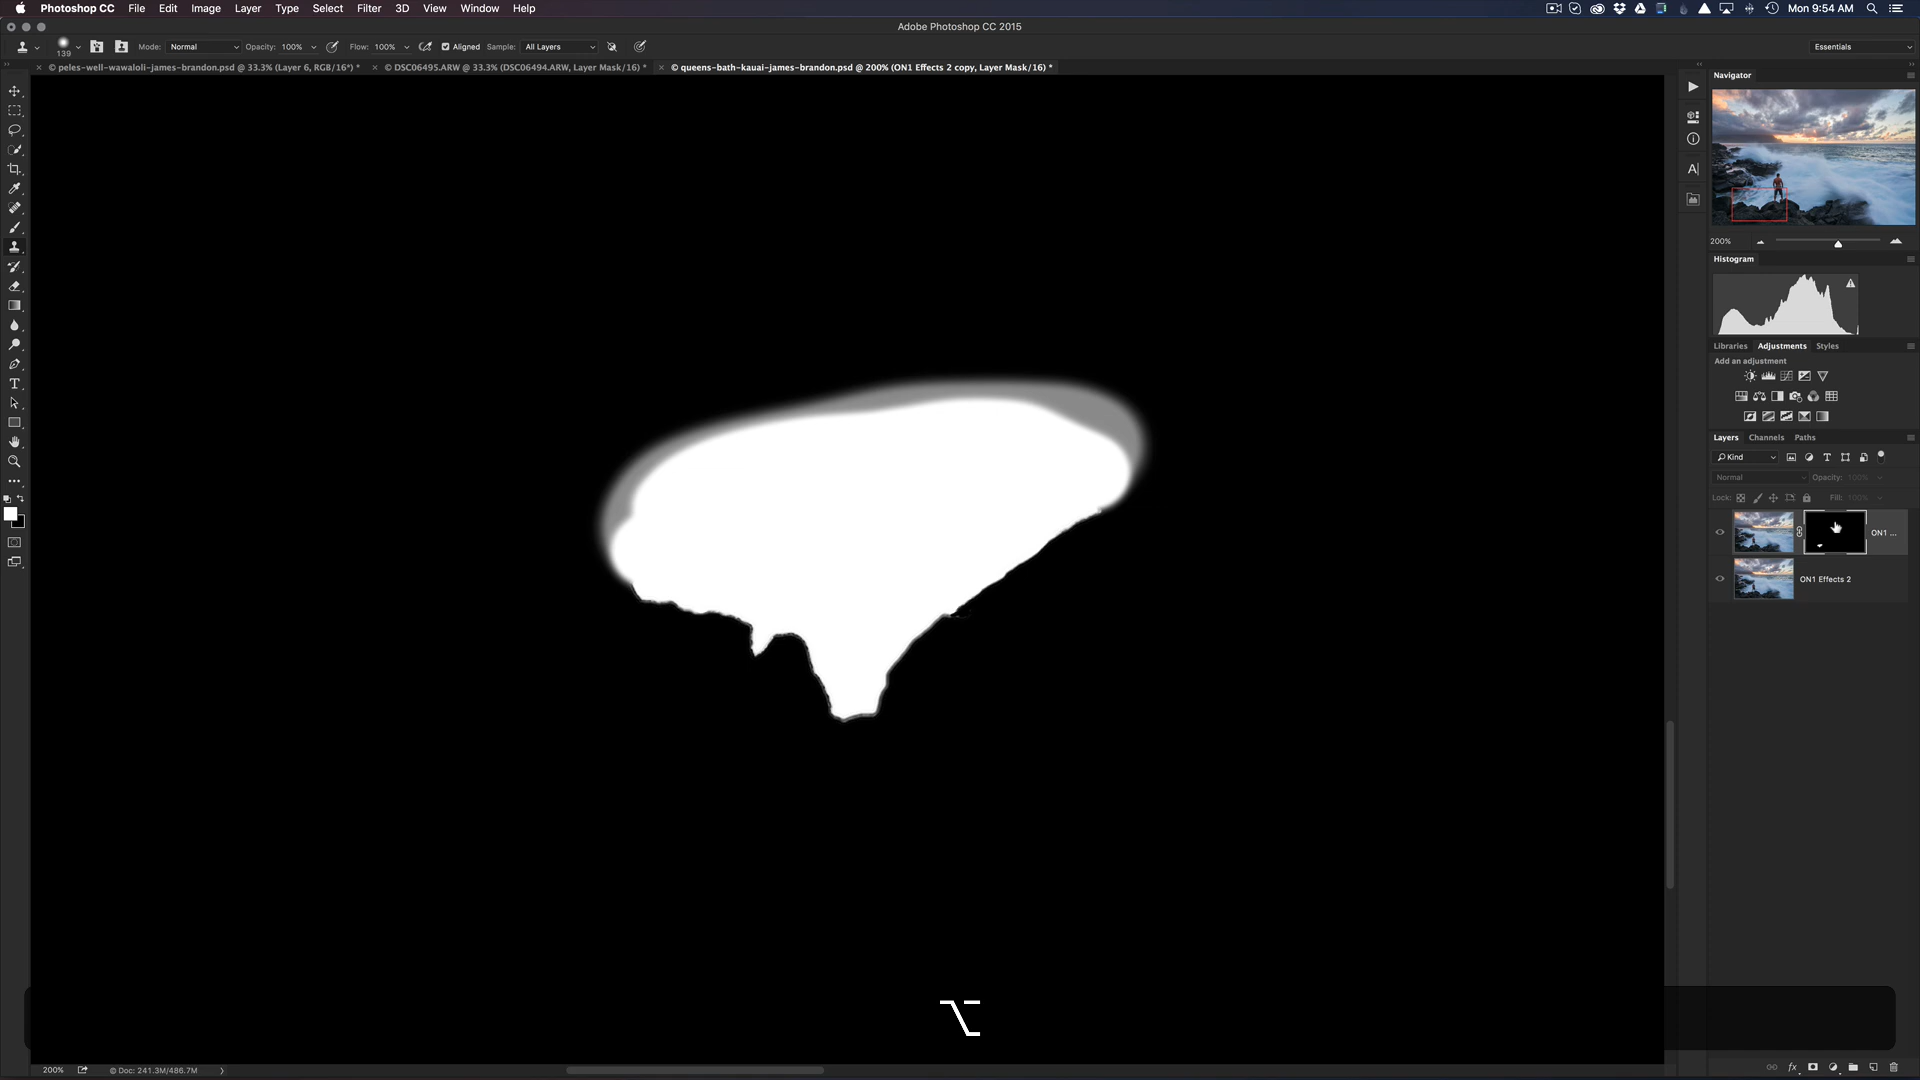 Photoshop CC File Edit Image Layer Type Select Filter 3D View Window Help Mon 9:54 AM
Adobe Photoshop CC 2015
139 Mode: Normal Opacity: 100% Flow: 100% Aligned Sample: All Layers Essentials
× © peles-well-wawaloli-james-brandon.psd @ 33.3% (Layer 6, RGB/16*) * × © DSC06495.ARW @ 33.3% (DSC06494.ARW, Layer Mask/16) * × © queens-bath-kauai-james-brandon.psd @ 200% (ON1 Effects 2 copy, Layer Mask/16) *
Navigator
200%
Histogram
Libraries Adjustments Styles
Add an adjustment
Layers Channels Paths
Kind
Normal Opacity: 100%
Lock: Fill: 100%
ON1 ...
ON1 Effects 2
⌥
200% © Doc: 241.3M/486.7M
fx